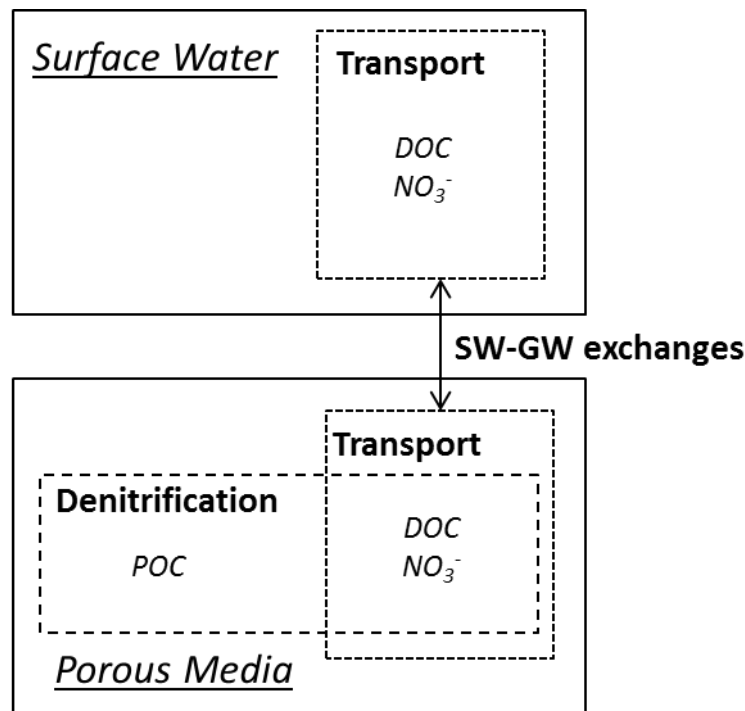 Surface Water
Transport
DOC
NO₃⁻
SW-GW exchanges
Transport
Denitrification
DOC
POC
NO₃⁻
Porous Media